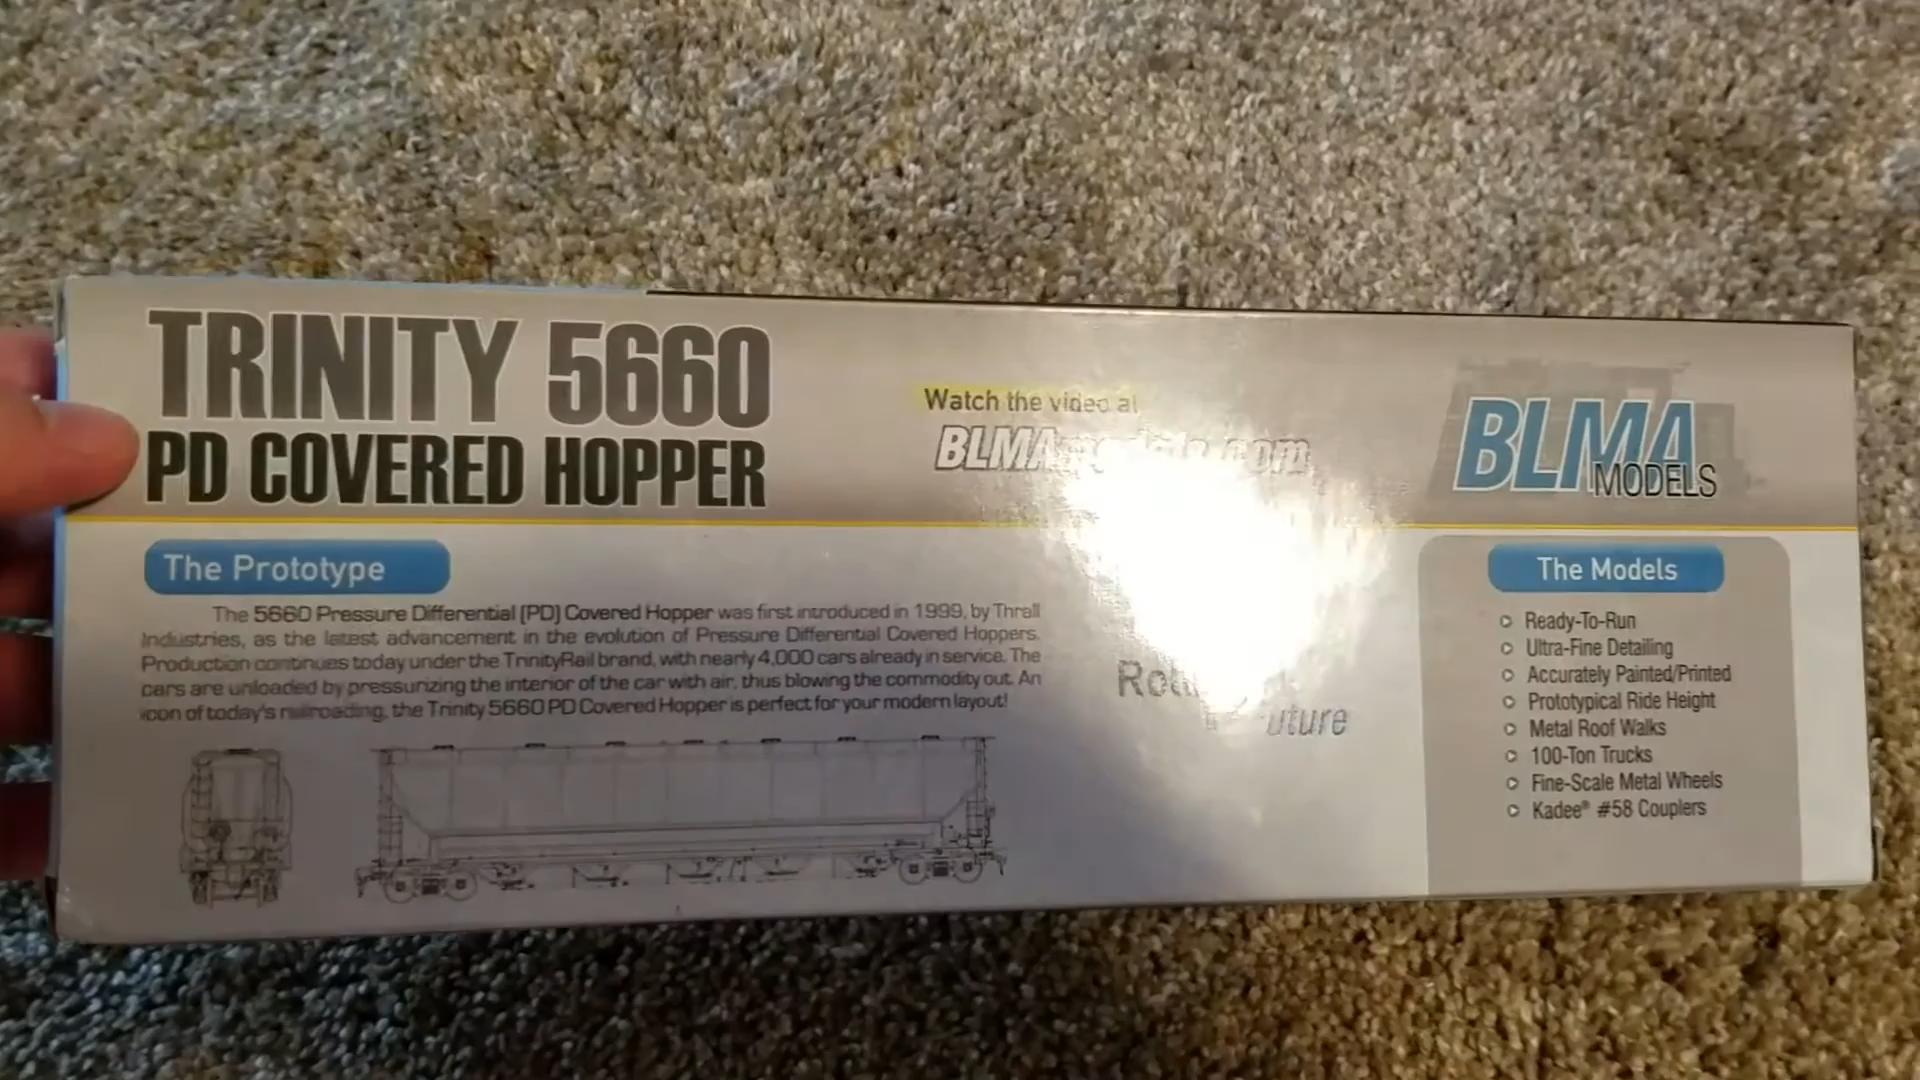 TRINITY 5660
PD COVERED HOPPER
Watch the video at
BLMAmodels.com
BLMA
MODELS
The Prototype
The 5660 Pressure Differential (PD) Covered Hopper was first introduced in 1999, by Thrall
Industries, as the latest advancement in the evolution of Pressure Differential Covered Hoppers.
Production continues today under the TrinityRail brand, with nearly 4,000 cars already in service. The
cars are unloaded by pressurizing the interior of the car with air, thus blowing the commodity out. An
icon of today's railroading, the Trinity 5660 PD Covered Hopper is perfect for your modern layout!
The Models
Ready-To-Run
Ultra-Fine Detailing
Accurately Painted/Printed
Prototypical Ride Height
Metal Roof Walks
100-Ton Trucks
Fine-Scale Metal Wheels
Kadee® #58 Couplers